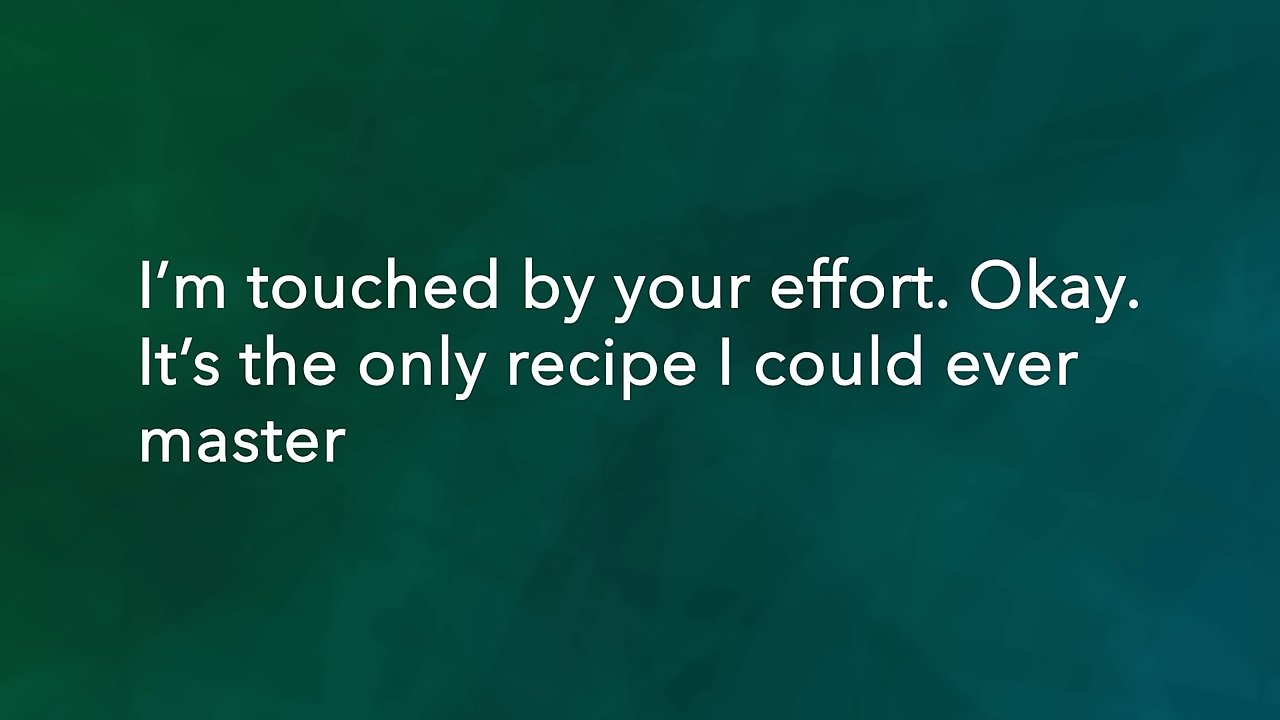 I’m touched by your effort. Okay.
It’s the only recipe I could ever
master